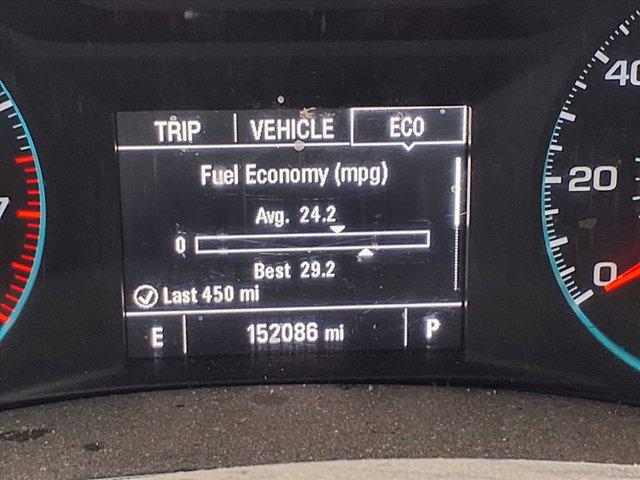 TRIP VEHICLE ECO
Fuel Economy (mpg)
Avg. 24.2
0
Best 29.2
Last 450 mi
E 152086 mi P
7
40
20
0